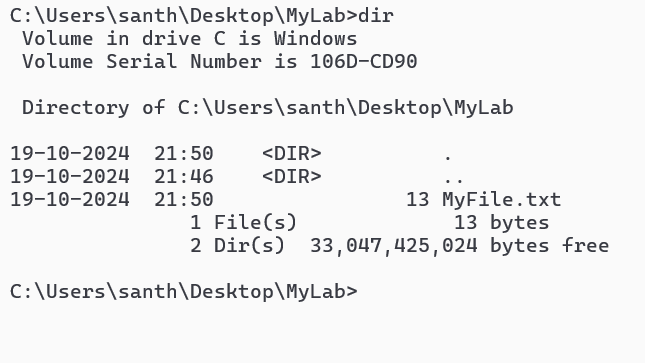 C:\Users\santh\Desktop\MyLab>dir
 Volume in drive C is Windows
 Volume Serial Number is 106D-CD90

 Directory of C:\Users\santh\Desktop\MyLab

19-10-2024  21:50    <DIR>          .
19-10-2024  21:46    <DIR>          ..
19-10-2024  21:50                13 MyFile.txt
               1 File(s)             13 bytes
               2 Dir(s)  33,047,425,024 bytes free

C:\Users\santh\Desktop\MyLab>